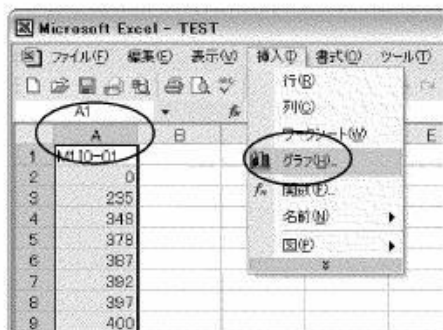 Microsoft Excel - TEST
ファイル(F) 編集(E) 表示(V) 挿入(I) 書式(O) ツール(T)
行(R)
列(C)
A1 fx
ワークシート(W)
A B E
グラフ(H)...
1
2 0
fx 関数(F)...
3 235
4 348
名前(N)
5 378
図(P)
6 387
7 392
8 397
9 400